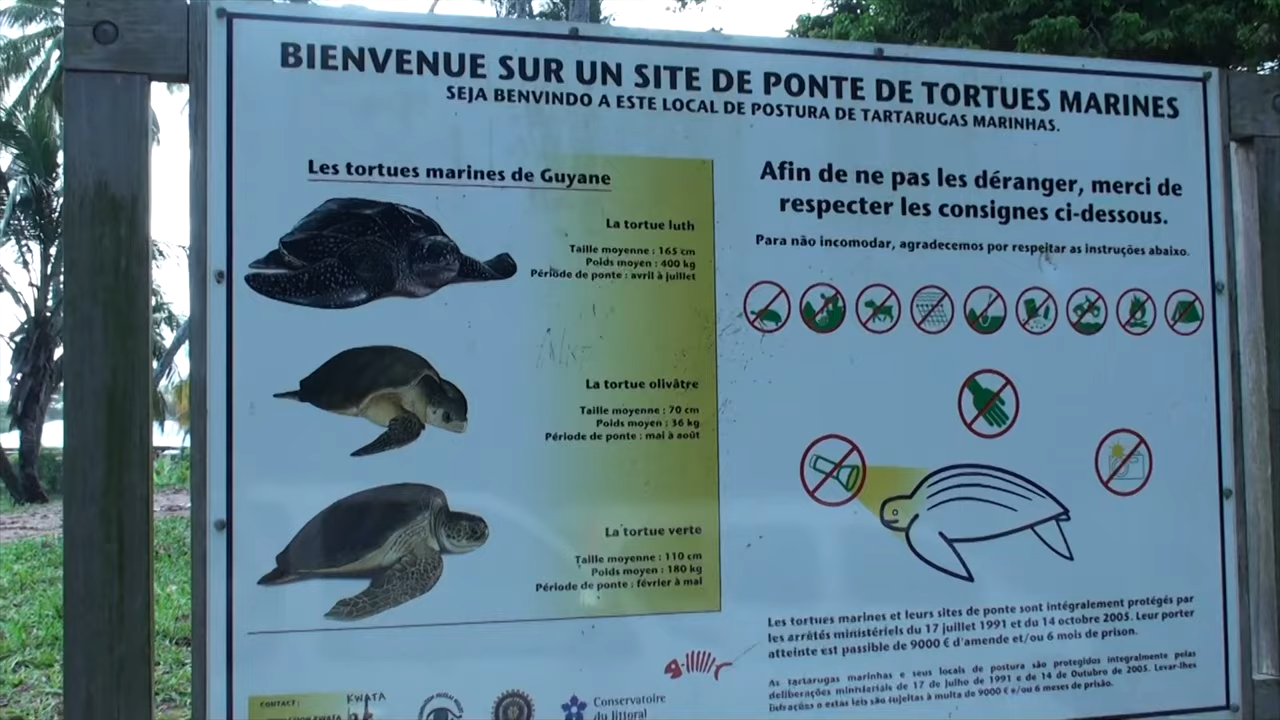 BIENVENUE SUR UN SITE DE PONTE DE TORTUES MARINES
SEJA BENVINDO A ESTE LOCAL DE POSTURA DE TARTARUGAS MARINHAS.
Les tortues marines de Guyane
La tortue luth
Taille moyenne : 165 cm
Poids moyen : 400 kg
Période de ponte : avril à juillet
La tortue olivâtre
Taille moyenne : 70 cm
Poids moyen : 36 kg
Période de ponte : mai à août
La tortue verte
Taille moyenne : 110 cm
Poids moyen : 180 kg
Période de ponte : février à mai
Afin de ne pas les déranger, merci de
respecter les consignes ci-dessous.
Para não incomodar, agradecemos por respeitar as instruções abaixo.
Les tortues marines et leurs sites de ponte sont intégralement protégés par
les arrêtés ministériels du 17 juillet 1991 et du 14 octobre 2005. Leur porter
atteinte est passible de 9000 € d'amende et/ou 6 mois de prison.
As tartarugas marinhas e seus locais de postura são protegidos integralmente pelas
deliberações ministeriais de 17 de Julho de 1991 e de 14 de Outubro de 2005. Levar-lhes
infrações a estas leis são sujeitas à multa de 9000 € e/ou 6 meses de prisão.
CONTACT :
KWATA
KWATA
Conservatoire
du littoral